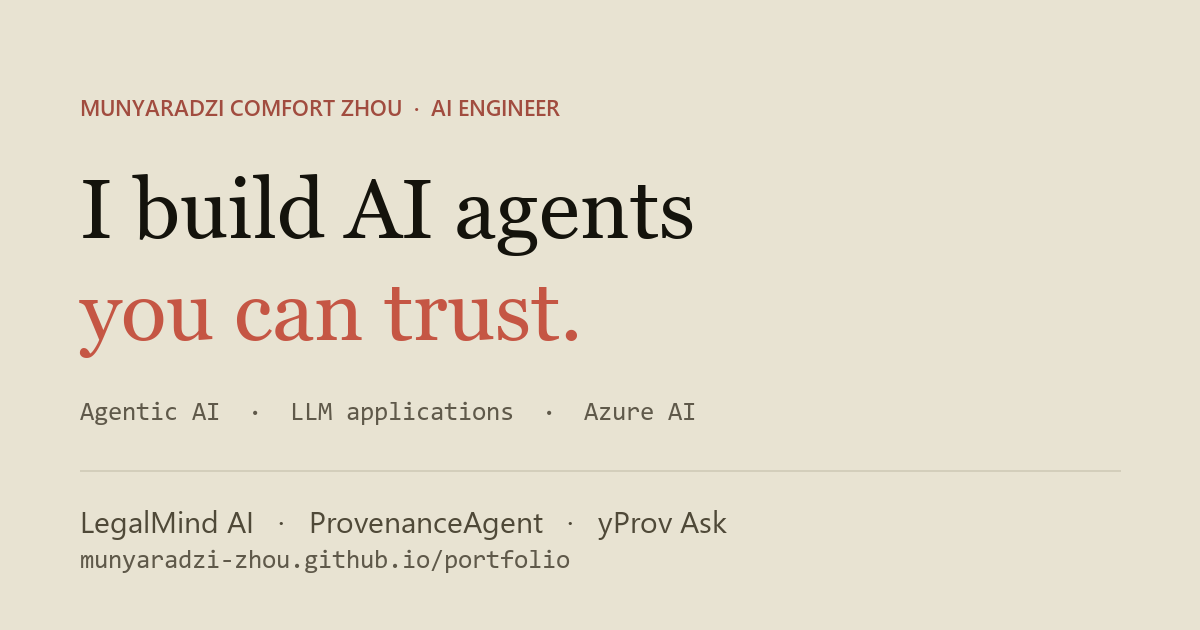 MUNYARADZI COMFORT ZHOU · AI ENGINEER
I build AI agents
you can trust.
Agentic AI · LLM applications · Azure AI
LegalMind AI · ProvenanceAgent · yProv Ask
munyaradzi-zhou.github.io/portfolio